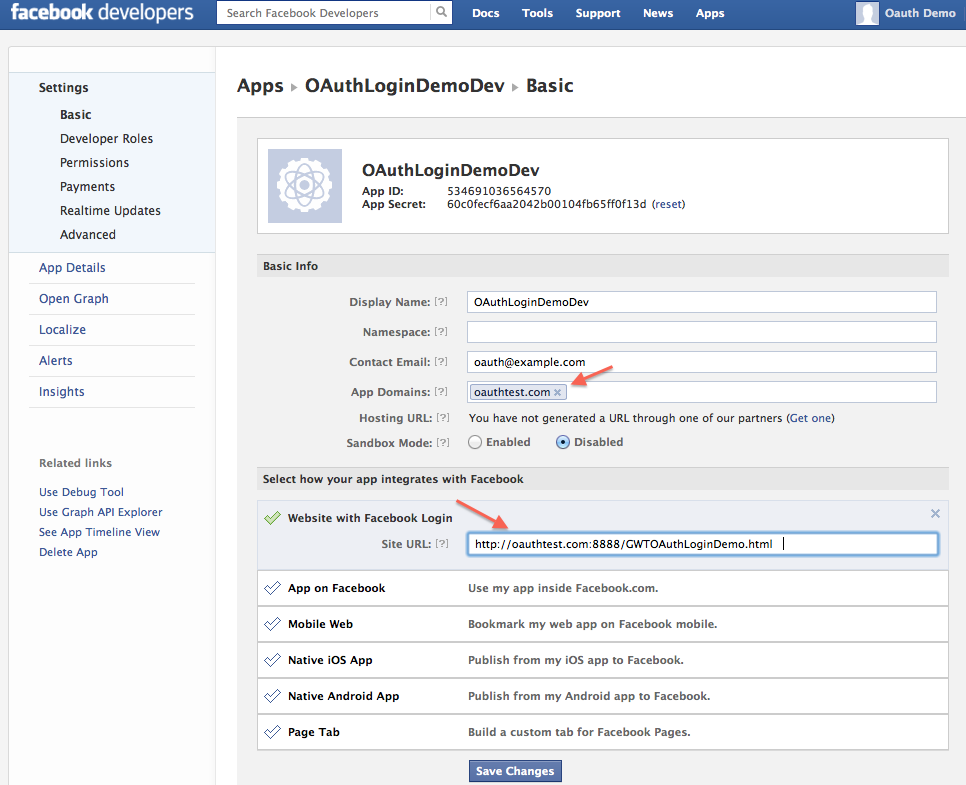 facebook developers Search Facebook Developers Docs Tools Support News Apps Oauth Demo
Settings
Basic
Developer Roles
Permissions
Payments
Realtime Updates
Advanced
App Details
Open Graph
Localize
Alerts
Insights
Related links
Use Debug Tool
Use Graph API Explorer
See App Timeline View
Delete App
Apps ▸ OAuthLoginDemoDev ▸ Basic
OAuthLoginDemoDev
App ID: 534691036564570
App Secret: 60c0fecf6aa2042b00104fb65ff0f13d (reset)
Basic Info
Display Name: [?] OAuthLoginDemoDev
Namespace: [?]
Contact Email: [?] oauth@example.com
App Domains: [?] oauthtest.com ×
Hosting URL: [?] You have not generated a URL through one of our partners (Get one)
Sandbox Mode: [?] Enabled Disabled
Select how your app integrates with Facebook
Website with Facebook Login ×
Site URL: [?] http://oauthtest.com:8888/GWTOAuthLoginDemo.html
App on Facebook Use my app inside Facebook.com.
Mobile Web Bookmark my web app on Facebook mobile.
Native iOS App Publish from my iOS app to Facebook.
Native Android App Publish from my Android app to Facebook.
Page Tab Build a custom tab for Facebook Pages.
Save Changes